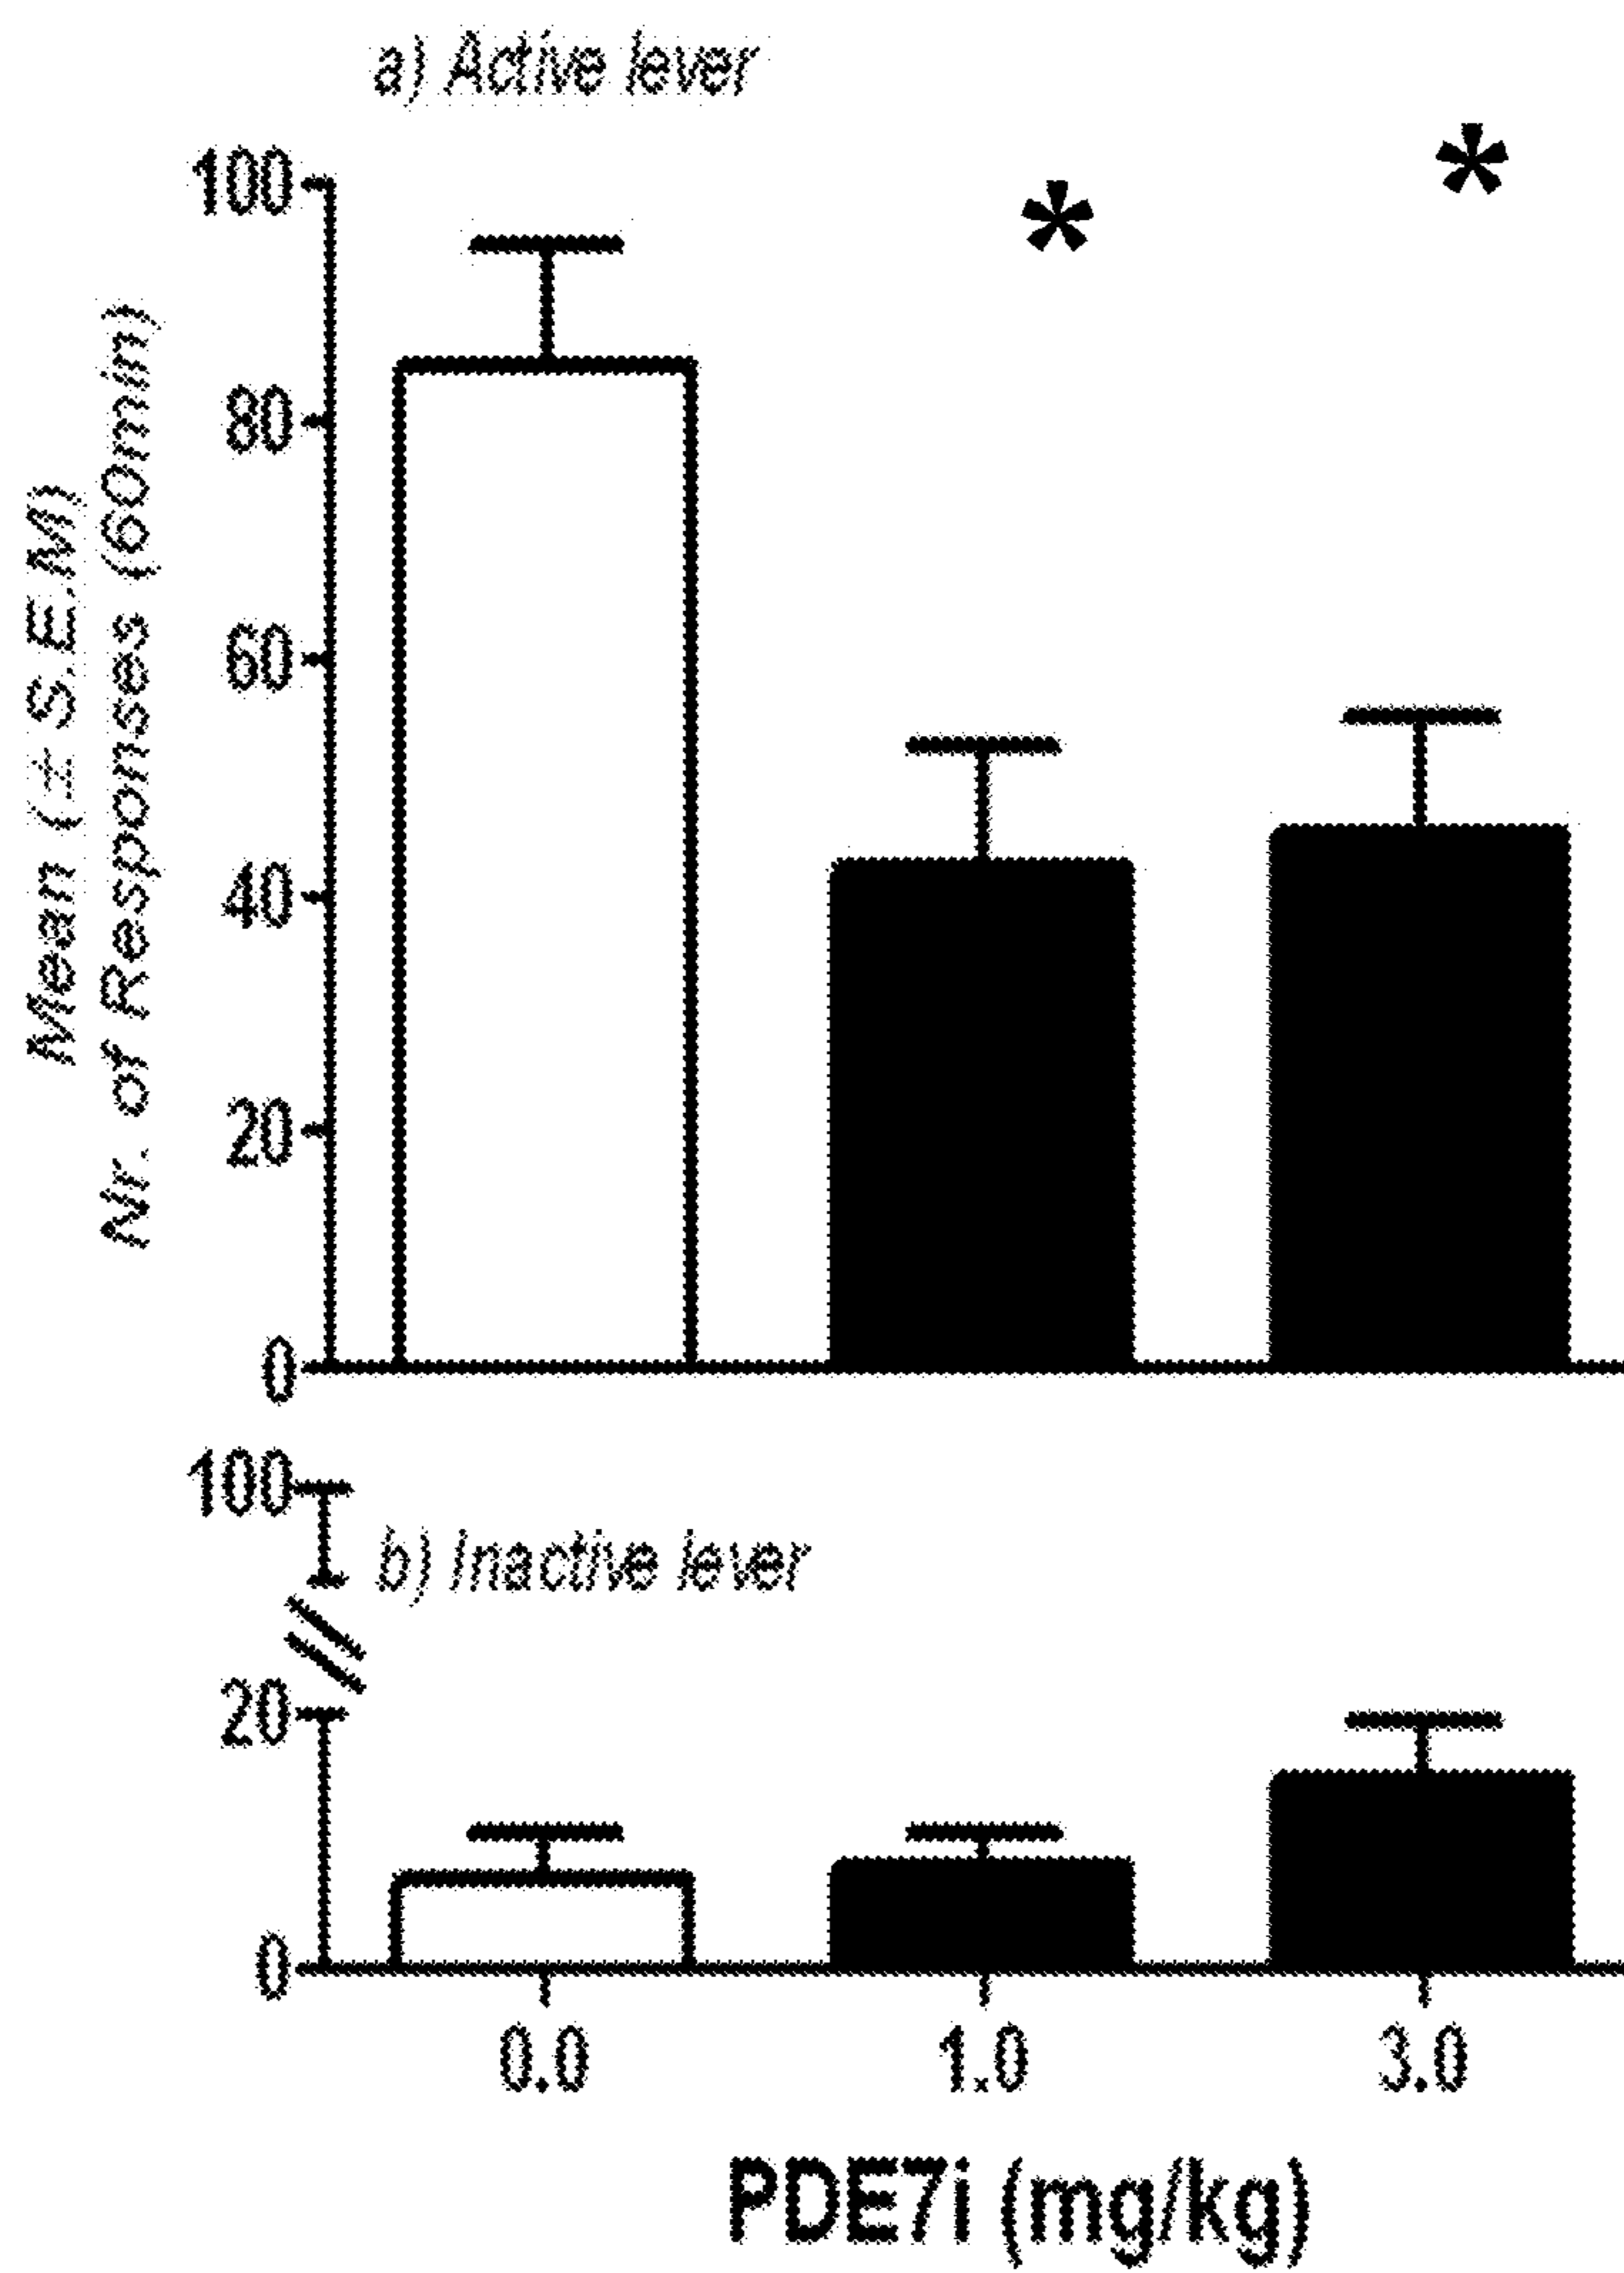 a) Active lever
*
*
100
80
60
40
20
0
Mean (± S.E.M)
Nr. of Responses (60min)
100
b) Inactive lever
20
0
0.0 1.0 3.0
PDE7i (mg/kg)